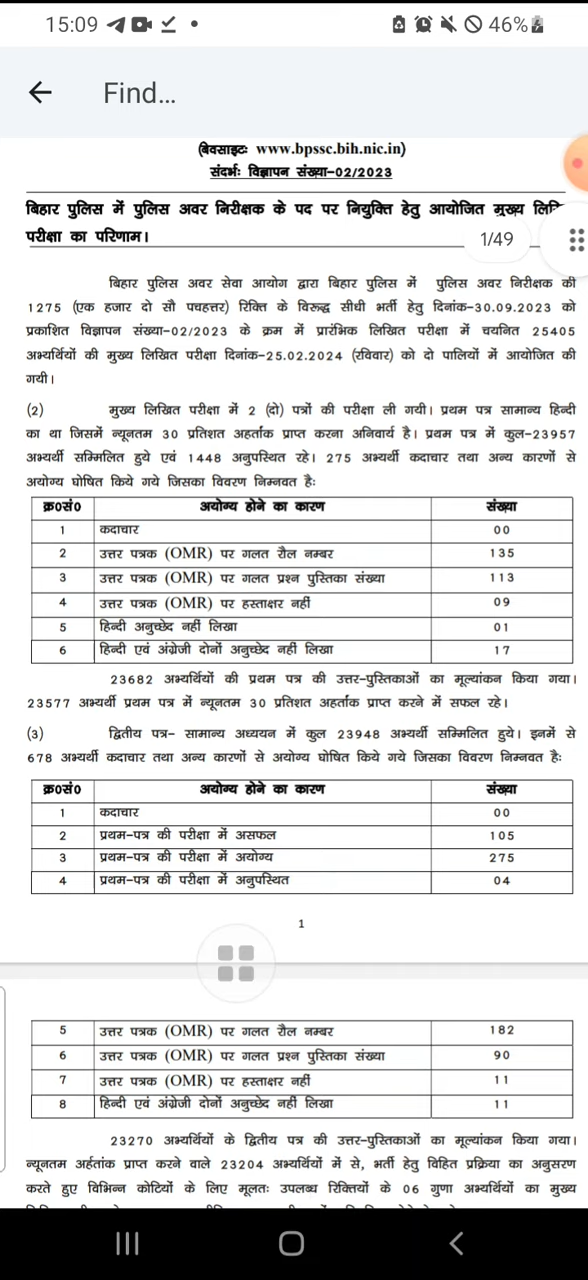 15:09
46%
Find...
(वेबसाइटः www.bpssc.bih.nic.in)
संदर्भः विज्ञापन संख्या-02/2023
बिहार पुलिस में पुलिस अवर निरीक्षक के पद पर नियुक्ति हेतु आयोजित मुख्य
परीक्षा का परिणाम।
1/49
बिहार पुलिस अवर सेवा आयोग द्वारा बिहार पुलिस में पुलिस अवर निरीक्षक की
1275 (एक हजार दो सौ पचहत्तर) रिक्ति के विरूद्ध सीधी भर्ती हेतु दिनांक-30.09.2023 को
प्रकाशित विज्ञापन संख्या-02/2023 के क्रम में प्रारंभिक लिखित परीक्षा में चयनित 25405
अभ्यर्थियों की मुख्य लिखित परीक्षा दिनांक-25.02.2024 (रविवार) को दो पालियों में आयोजित की
गयी।
(2) मुख्य लिखित परीक्षा में 2 (दो) पत्रों की परीक्षा ली गयी। प्रथम पत्र सामान्य हिन्दी
का था जिसमें न्यूनतम 30 प्रतिशत अहर्तांक प्राप्त करना अनिवार्य है। प्रथम पत्र में कुल-23957
अभ्यर्थी सम्मिलित हुये एवं 1448 अनुपस्थित रहे। 275 अभ्यर्थी कदाचार तथा अन्य कारणों से
अयोग्य घोषित किये गये जिसका विवरण निम्नवत हैः
क्र०सं० अयोग्य होने का कारण संख्या
1 कदाचार 00
2 उत्तर पत्रक (OMR) पर गलत रौल नम्बर 135
3 उत्तर पत्रक (OMR) पर गलत प्रश्न पुस्तिका संख्या 113
4 उत्तर पत्रक (OMR) पर हस्ताक्षर नहीं 09
5 हिन्दी अनुच्छेद नहीं लिखा 01
6 हिन्दी एवं अंग्रेजी दोनों अनुच्छेद नहीं लिखा 17
23682 अभ्यर्थियों की प्रथम पत्र की उत्तर-पुस्तिकाओं का मूल्यांकन किया गया।
23577 अभ्यर्थी प्रथम पत्र में न्यूनतम 30 प्रतिशत अहर्तांक प्राप्त करने में सफल रहे।
(3) द्वितीय पत्र- सामान्य अध्ययन में कुल 23948 अभ्यर्थी सम्मिलित हुये। इनमें से
678 अभ्यर्थी कदाचार तथा अन्य कारणों से अयोग्य घोषित किये गये जिसका विवरण निम्नवत हैः
क्र०सं० अयोग्य होने का कारण संख्या
1 कदाचार 00
2 प्रथम-पत्र की परीक्षा में असफल 105
3 प्रथम-पत्र की परीक्षा में अयोग्य 275
4 प्रथम-पत्र की परीक्षा में अनुपस्थित 04
1
5 उत्तर पत्रक (OMR) पर गलत रौल नम्बर 182
6 उत्तर पत्रक (OMR) पर गलत प्रश्न पुस्तिका संख्या 90
7 उत्तर पत्रक (OMR) पर हस्ताक्षर नहीं 11
8 हिन्दी एवं अंग्रेजी दोनों अनुच्छेद नहीं लिखा 11
23270 अभ्यर्थियों के द्वितीय पत्र की उत्तर-पुस्तिकाओं का मूल्यांकन किया गया।
न्यूनतम अर्हतांक प्राप्त करने वाले 23204 अभ्यर्थियों में से, भर्ती हेतु विहित प्रक्रिया का अनुसरण
करते हुए विभिन्न कोटियों के लिए मूलतः उपलब्ध रिक्तियों के 06 गुणा अभ्यर्थियों का मुख्य